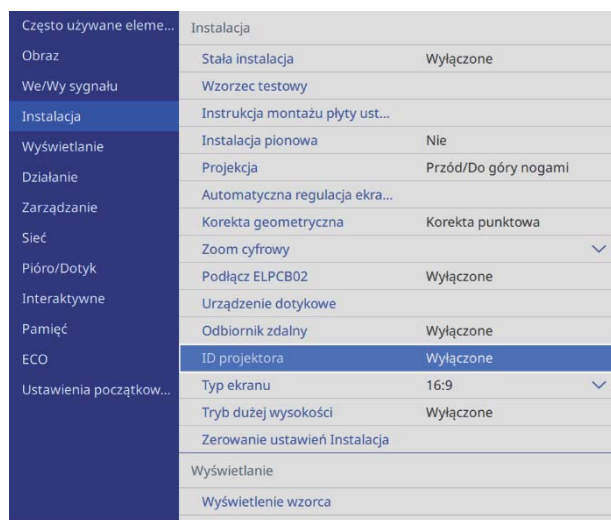 Często używane eleme...
Obraz
We/Wy sygnału
Instalacja
Wyświetlanie
Działanie
Zarządzanie
Sieć
Pióro/Dotyk
Interaktywne
Pamięć
ECO
Ustawienia początkow...
Instalacja
Stała instalacja Wyłączone
Wzorzec testowy
Instrukcja montażu płyty ust...
Instalacja pionowa Nie
Projekcja Przód/Do góry nogami
Automatyczna regulacja ekra...
Korekta geometryczna Korekta punktowa
Zoom cyfrowy
Podłącz ELPCB02 Wyłączone
Urządzenie dotykowe
Odbiornik zdalny Wyłączone
ID projektora Wyłączone
Typ ekranu 16:9
Tryb dużej wysokości Wyłączone
Zerowanie ustawień Instalacja
Wyświetlanie
Wyświetlenie wzorca